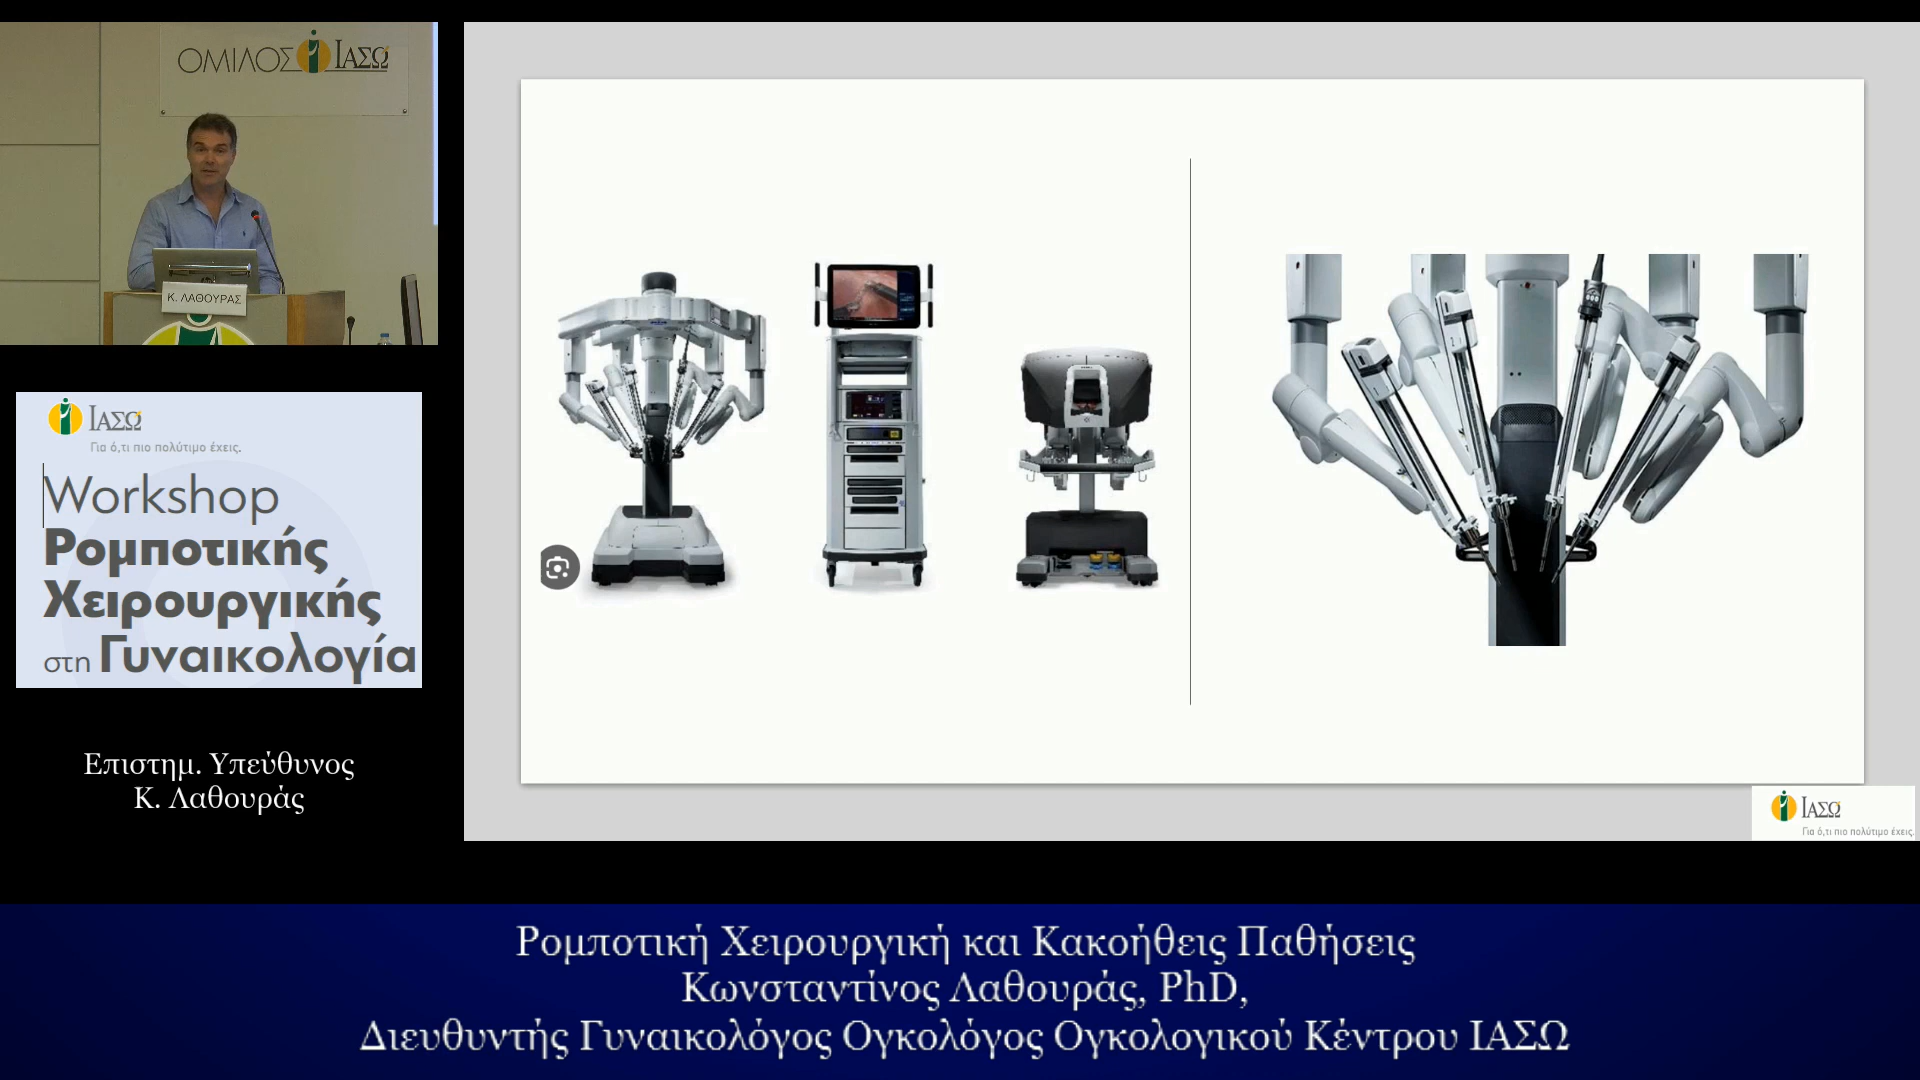 ΟΜΙΛΟΣ ΙΑΣΩ
Κ. ΛΑΘΟΥΡΑΣ
ΙΑΣΩ
Για ό,τι πιο πολύτιμο έχεις.
Workshop
Ρομποτικής
Χειρουργικής
στη Γυναικολογία
Επιστημ. Υπεύθυνος
Κ. Λαθουράς
ΙΑΣΩ
Για ό,τι πιο πολύτιμο έχεις.
Ρομποτική Χειρουργική και Κακοήθεις Παθήσεις
Κωνσταντίνος Λαθουράς, PhD,
Διευθυντής Γυναικολόγος Ογκολόγος Ογκολογικού Κέντρου ΙΑΣΩ